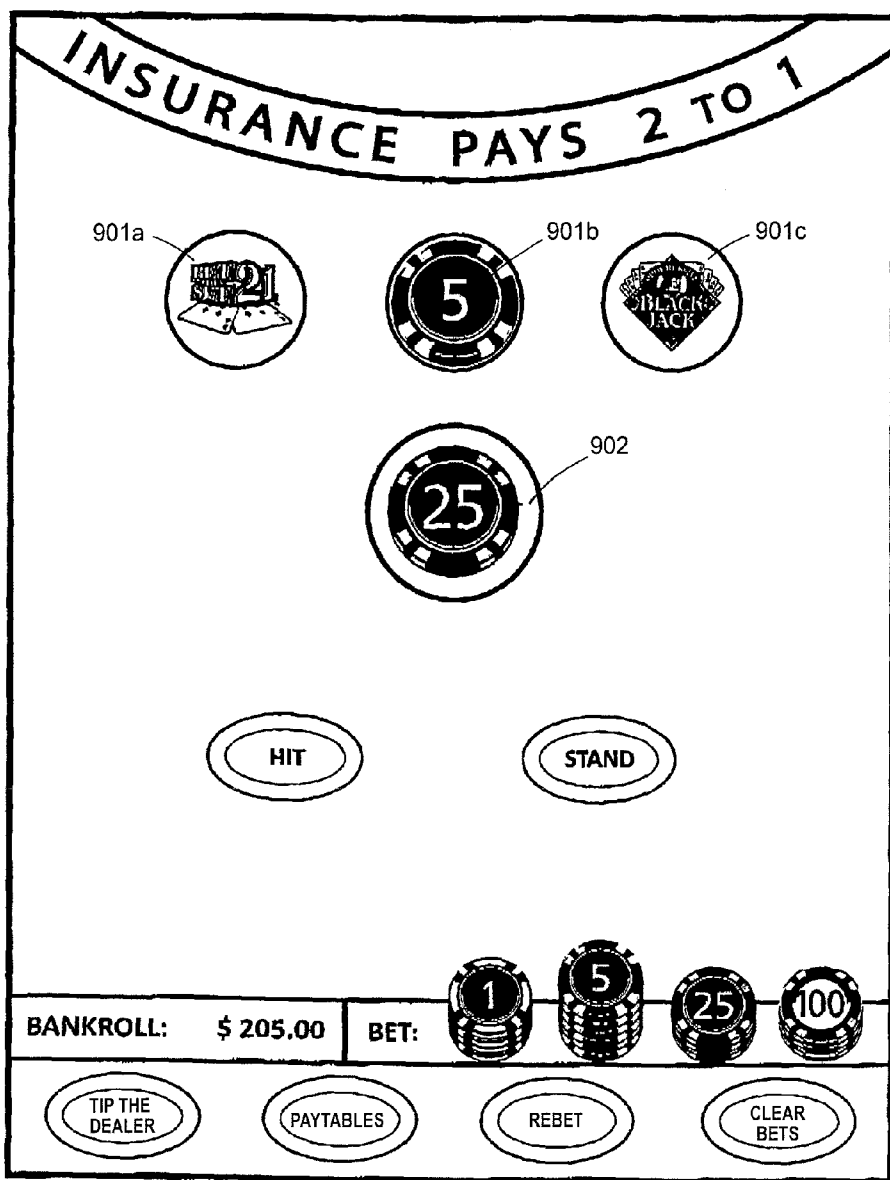 INSURANCE PAYS 2 TO 1
901a
901b
901c
21
5
BLACK
JACK
902
25
HIT
STAND
1
5
25
100
BANKROLL: $ 205.00
BET:
TIP THE
DEALER
PAYTABLES
REBET
CLEAR
BETS